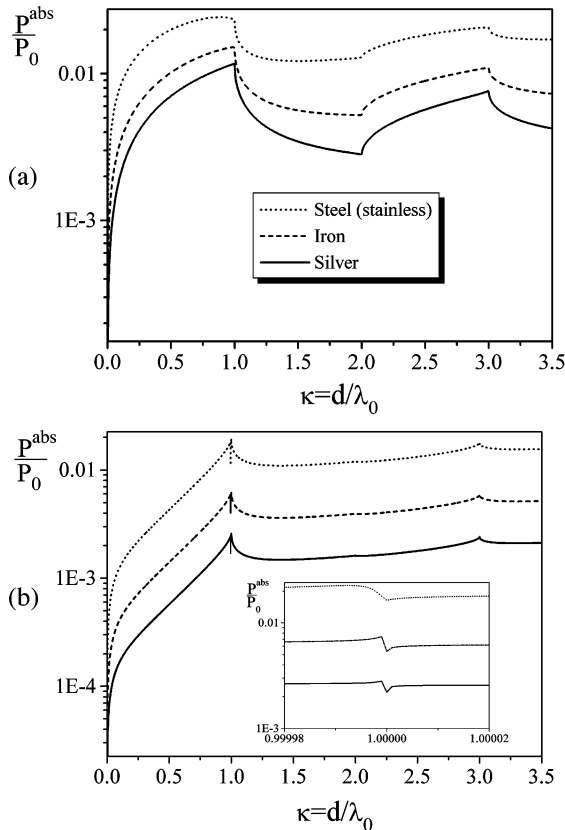 P^abs
P_0
0.01
(a)
1E-3
Steel (stainless)
Iron
Silver
0.0 0.5 1.0 1.5 2.0 2.5 3.0 3.5
κ=d/λ_0
P^abs
P_0
0.01
1E-3
(b)
1E-4
P^abs
P_0
0.01
1E-3
0.99998 1.00000 1.00002
0.0 0.5 1.0 1.5 2.0 2.5 3.0 3.5
κ=d/λ_0